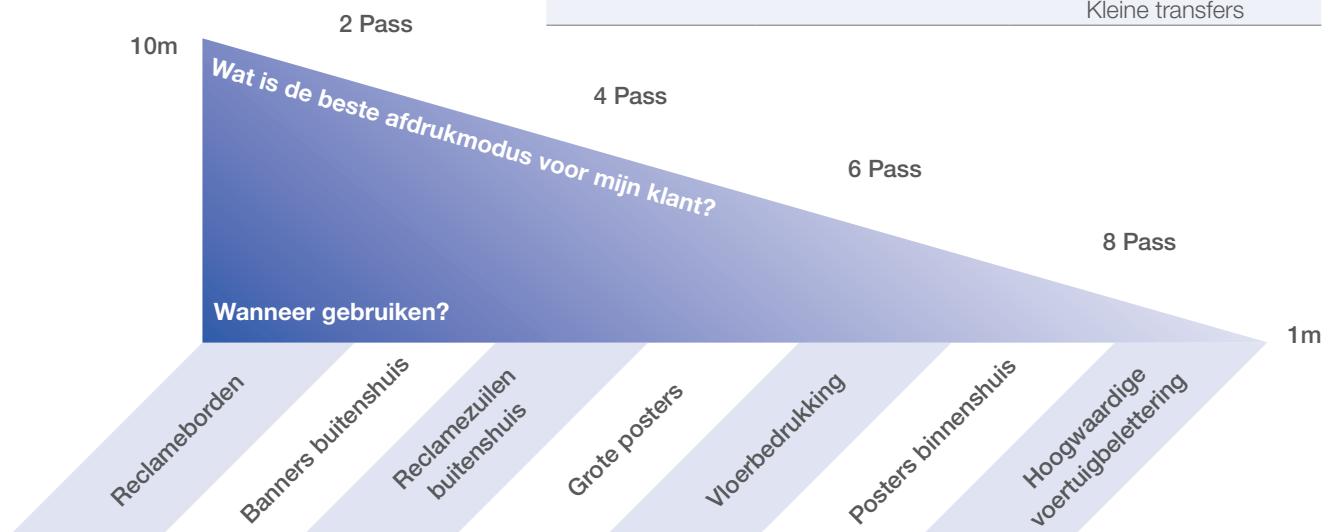 Kleine transfers
2 Pass
10m
Wat is de beste afdrukmodus voor mijn klant?
4 Pass
6 Pass
8 Pass
Wanneer gebruiken?
1m
Reclameborden
Banners buitenshuis
Reclamezuilen
buitenshuis
Grote posters
Vloerbedrukking
Posters binnenshuis
Hoogwaardige
voertuigbelettering